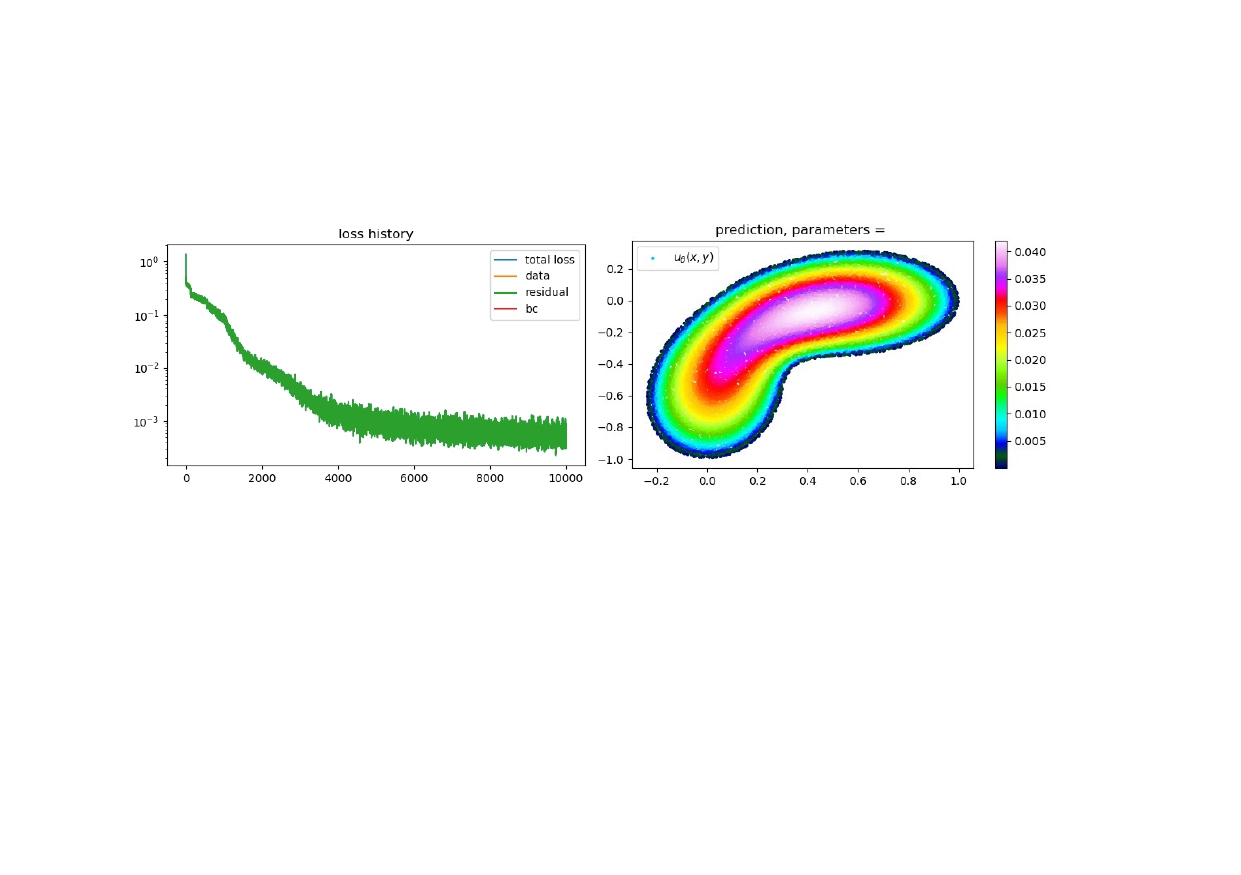 loss history
10⁰
10⁻¹
10⁻²
10⁻³
0 2000 4000 6000 8000 10000
total loss
data
residual
bc
prediction, parameters =
u_θ(x, y)
0.2
0.0
−0.2
−0.4
−0.6
−0.8
−1.0
−0.2 0.0 0.2 0.4 0.6 0.8 1.0
0.040
0.035
0.030
0.025
0.020
0.015
0.010
0.005